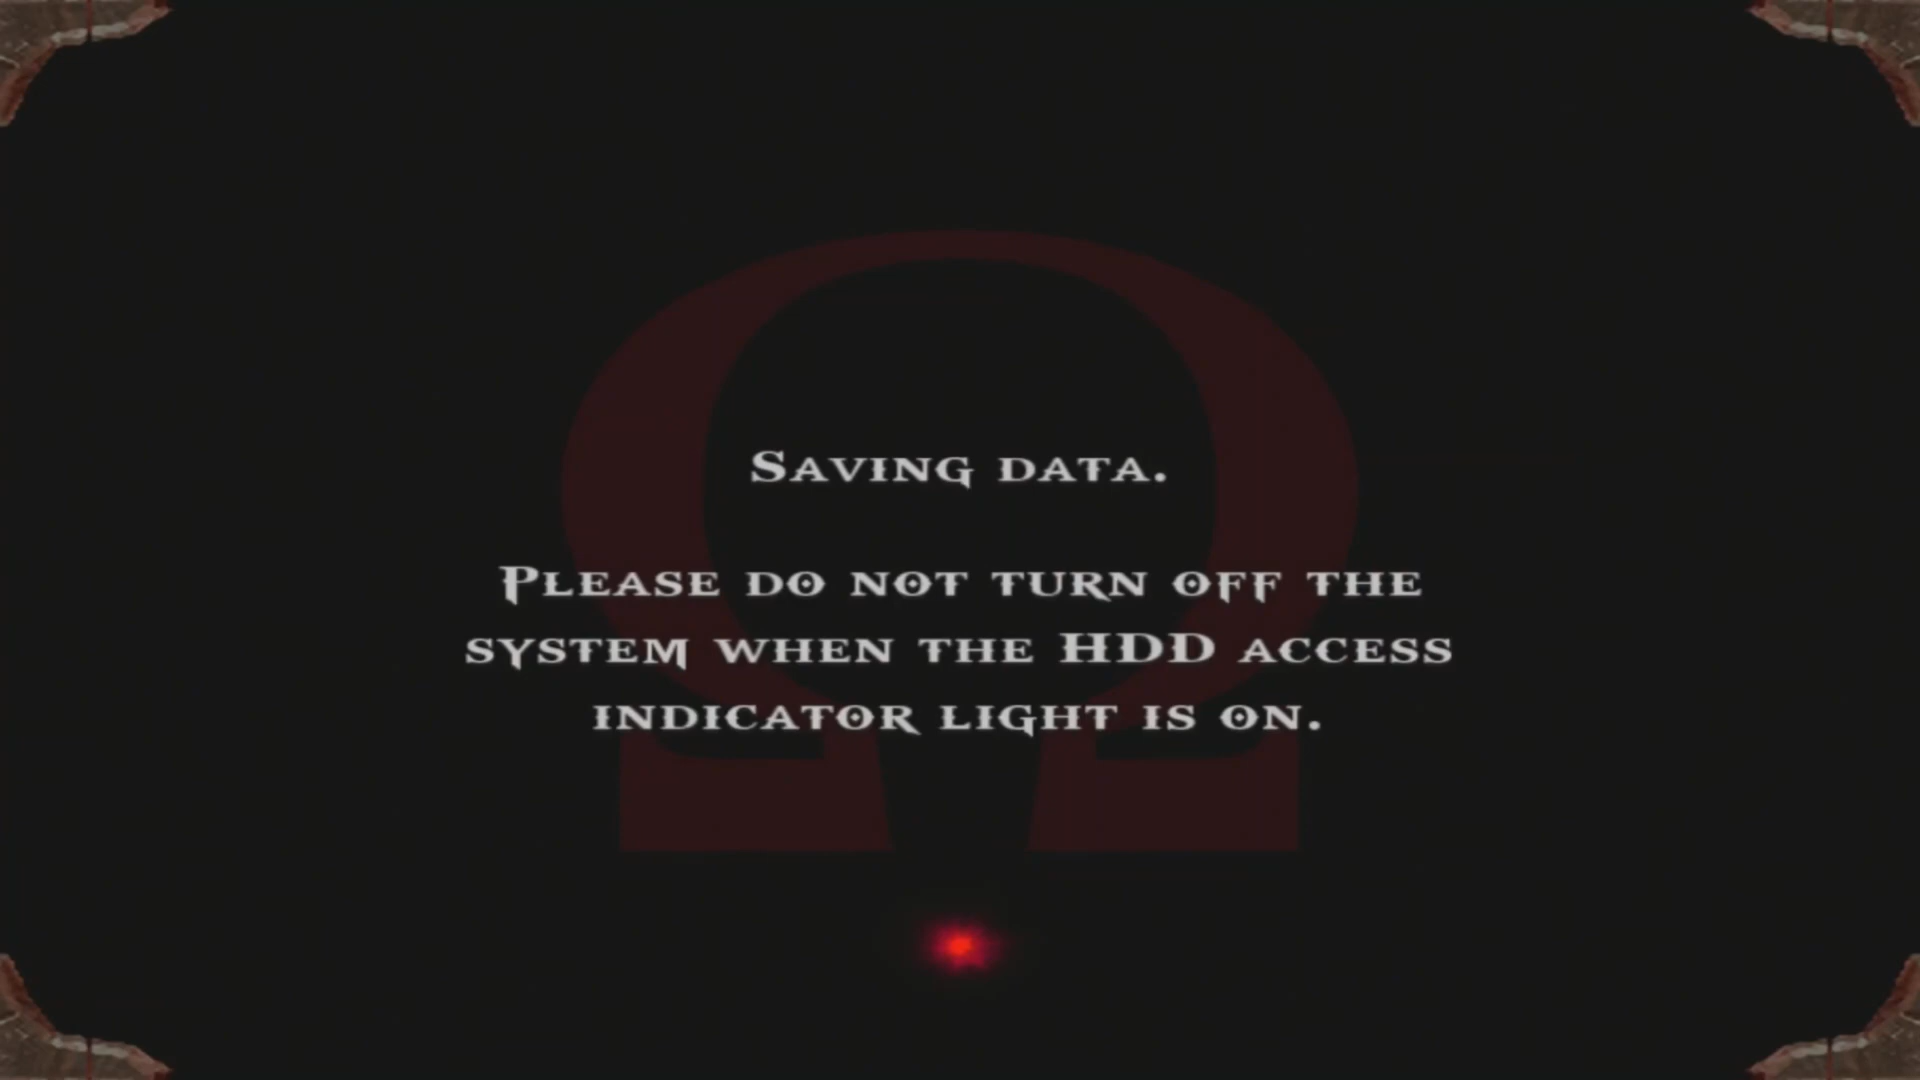 Saving data.
Please do not turn off the
system when the HDD access
indicator light is on.